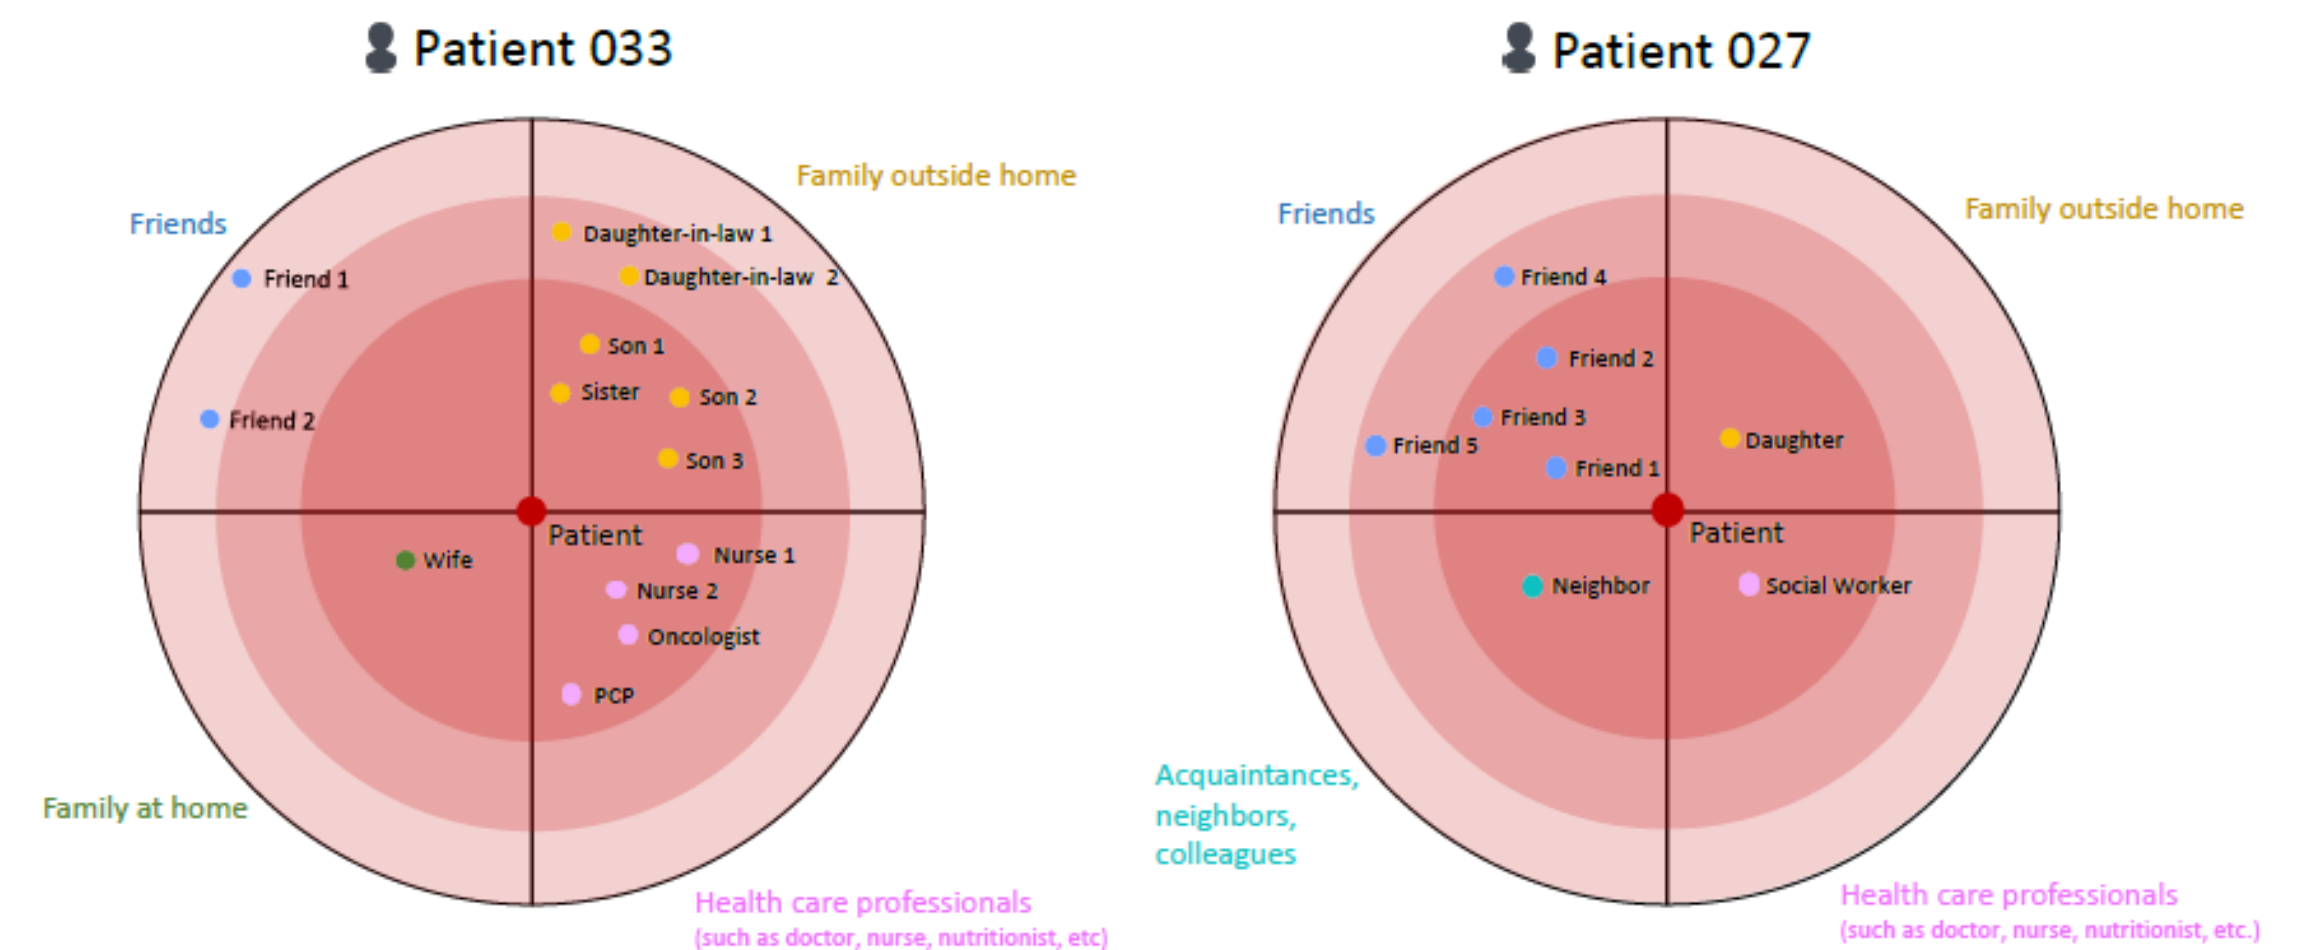 Patient 033
Friends
Family outside home
Daughter-in-law 1
Daughter-in-law 2
Friend 1
Son 1
Sister
Son 2
Friend 2
Son 3
Patient
Wife
Nurse 1
Nurse 2
Oncologist
PCP
Family at home
Health care professionals
(such as doctor, nurse, nutritionist, etc)
Patient 027
Friends
Family outside home
Friend 4
Friend 2
Friend 3
Friend 5
Daughter
Friend 1
Patient
Neighbor
Social Worker
Acquaintances,
neighbors,
colleagues
Health care professionals
(such as doctor, nurse, nutritionist, etc.)